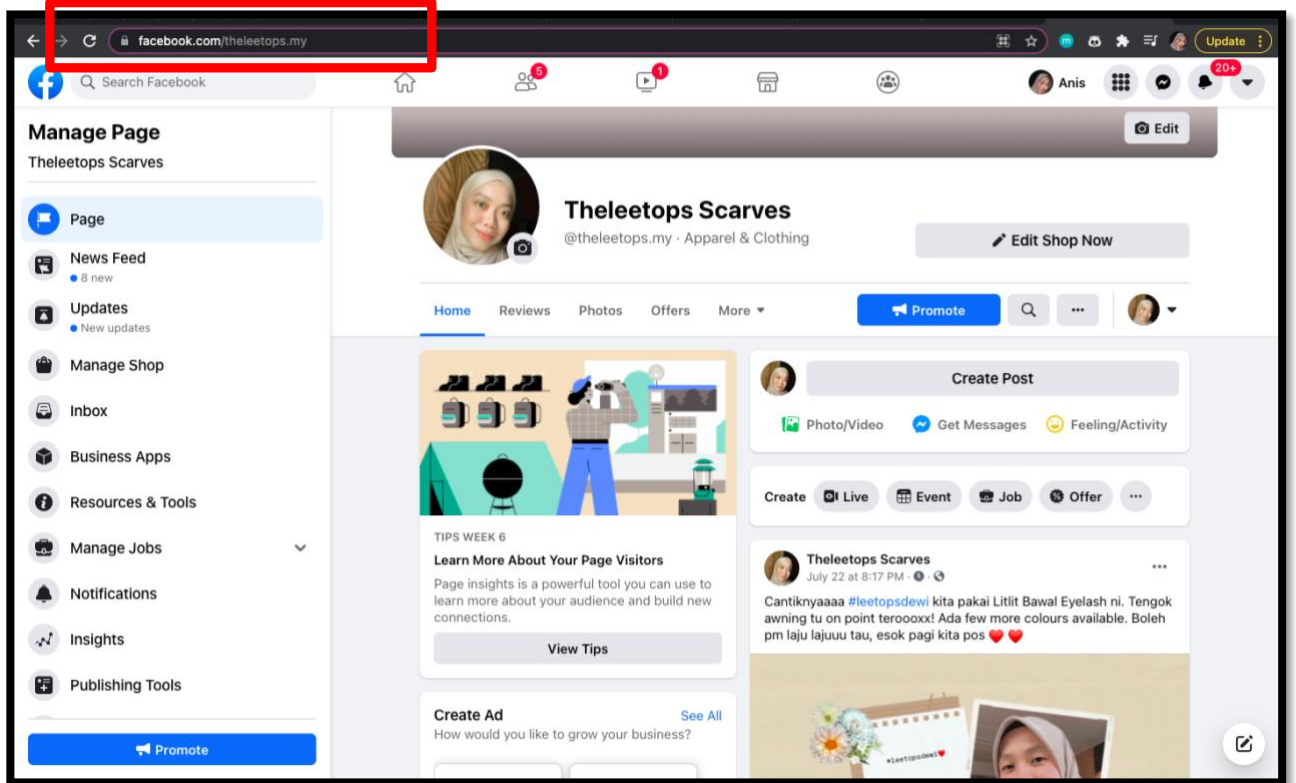 facebook.com/theleetops.my
Update
Search Facebook
5
1
Anis
20+
Manage Page
Theleetops Scarves
Page
News Feed
8 new
Updates
New updates
Manage Shop
Inbox
Business Apps
Resources & Tools
Manage Jobs
Notifications
Insights
Publishing Tools
Promote
Edit
Theleetops Scarves
@theleetops.my · Apparel & Clothing
Edit Shop Now
Home Reviews Photos Offers More
Promote
TIPS WEEK 6
Learn More About Your Page Visitors
Page insights is a powerful tool you can use to
learn more about your audience and build new
connections.
View Tips
Create Ad See All
How would you like to grow your business?
Create Post
Photo/Video Get Messages Feeling/Activity
Create Live Event Job Offer
Theleetops Scarves
July 22 at 8:17 PM ·
Cantiknyaaaa #leetopsdewi kita pakai Litlit Bawal Eyelash ni. Tengok
awning tu on point teroooxx! Ada few more colours available. Boleh
pm laju lajuuu tau, esok pagi kita pos ❤️ ❤️
#leetopsdewi